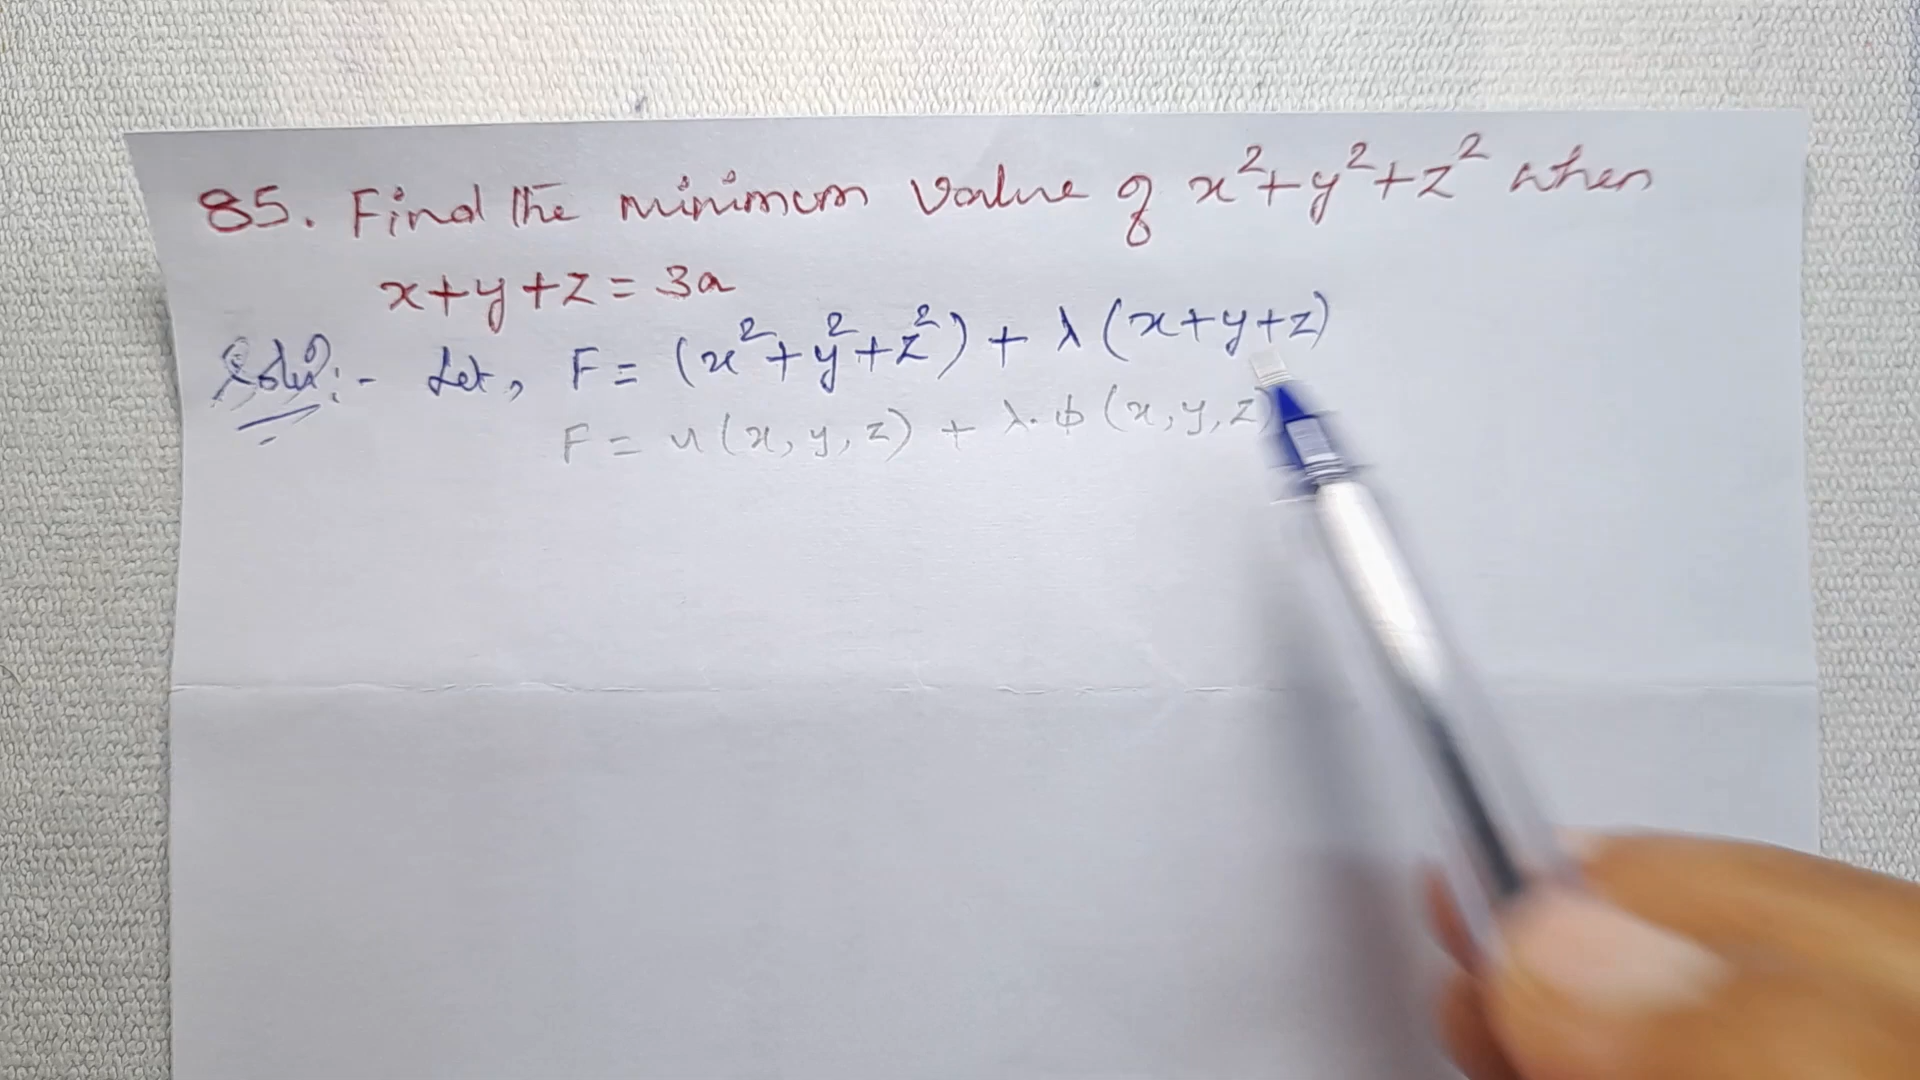 85. Find the minimum value of x²+y²+z² when
x+y+z = 3a
Soln:- Let, F = (x²+y²+z²) + λ(x+y+z)
F = u(x,y,z) + λ.φ(x,y,z)